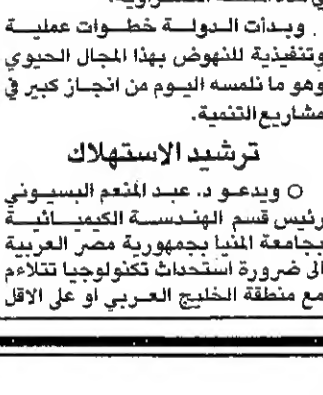 . وبدأت الدولة خطوات عملية
وتنفيذية للنهوض بهذا المجال الحيوي
وهو ما نلمسه اليوم من انجاز كبير في
مشاريع التنمية.
ترشيد الاستهلاك
○ ويدعو د. عبد المنعم البسيوني
رئيس قسم الهندسة الكيميائية
بجامعة المنيا بجمهورية مصر العربية
الى ضرورة استحداث تكنولوجيا تتلاءم
مع منطقة الخليج العربي او على الاقل